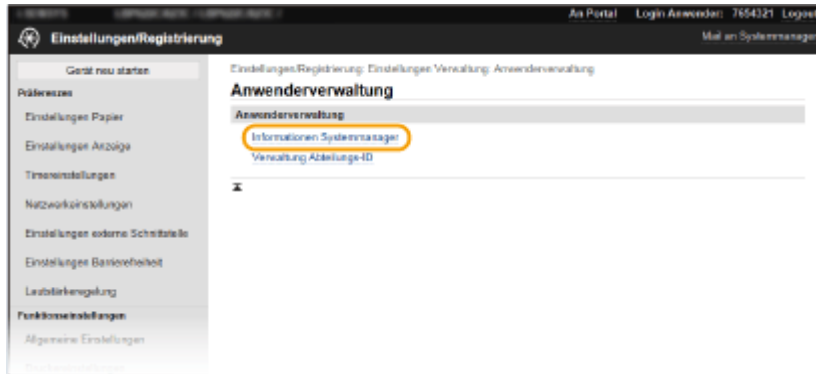 An Portal Login Anwender: 7654321 Logout
Einstellungen/Registrierung
Mail an Systemmanager
Gerät neu starten
Präferenzen
Einstellungen Papier
Einstellungen Anzeige
Timereinstellungen
Netzwerkeinstellungen
Einstellungen externe Schnittstelle
Einstellungen Barrierefreiheit
Lautstärkeregelung
Funktionseinstellungen
Allgemeine Einstellungen
Einstellungen/Registrierung: Einstellungen Verwaltung: Anwenderverwaltung
Anwenderverwaltung
Anwenderverwaltung
Informationen Systemmanager
Verwaltung Abteilungs-ID